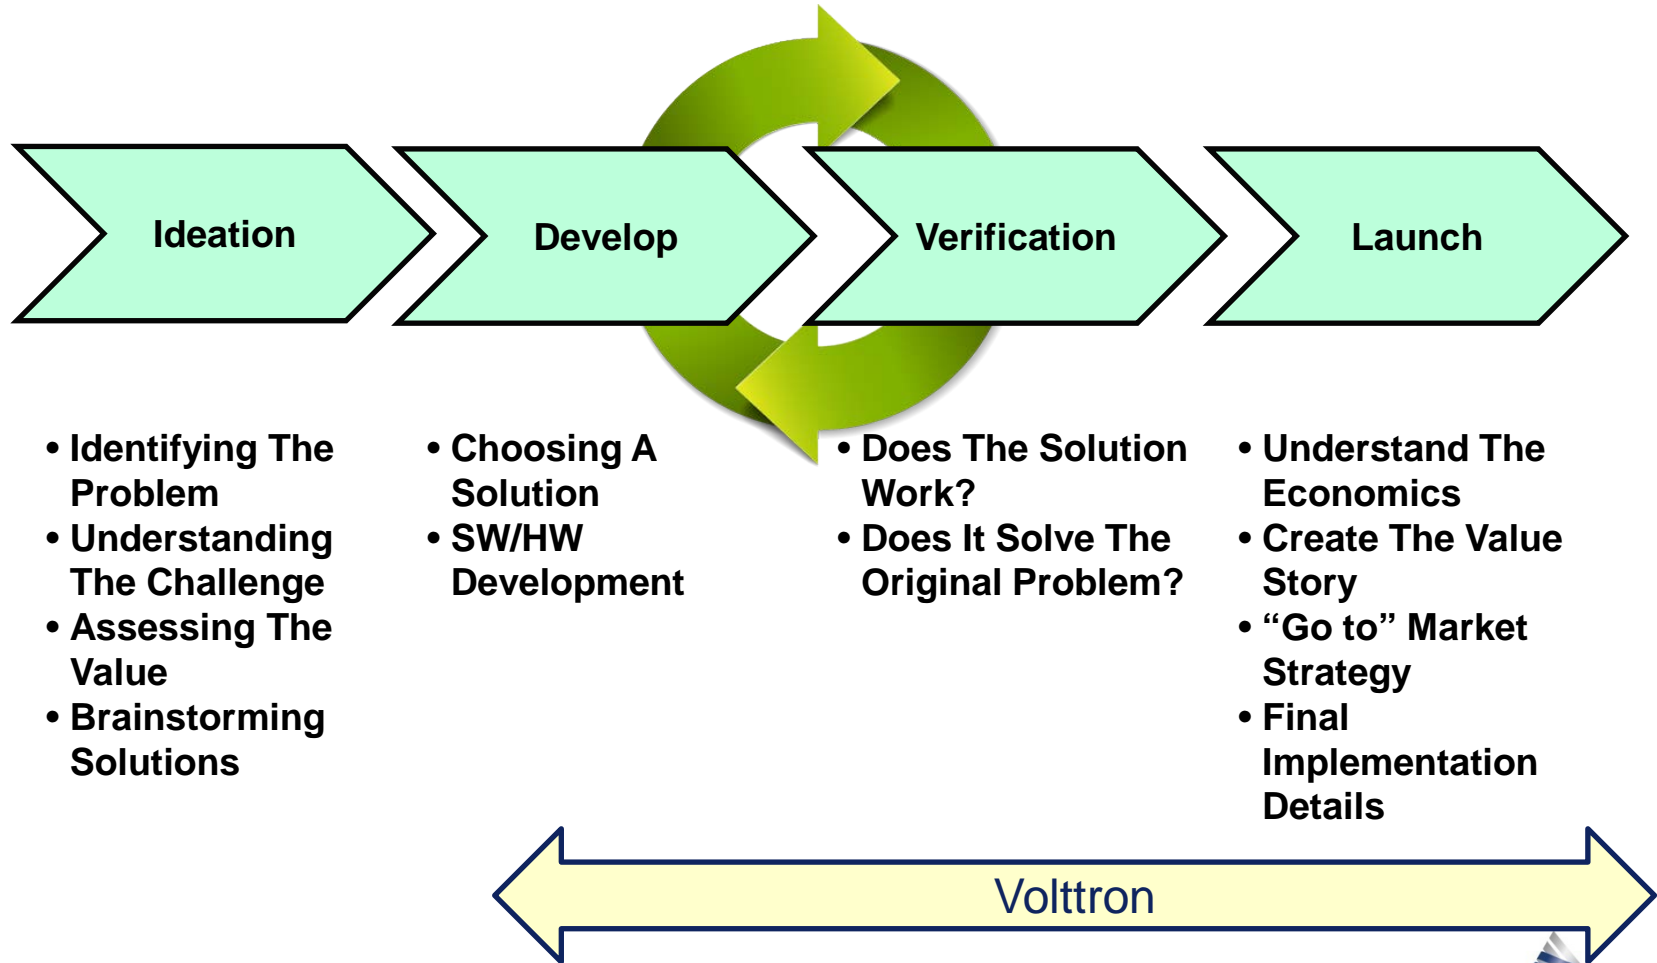 Ideation
Develop
Verification
Launch
• Identifying The
Problem
• Understanding
The Challenge
• Assessing The
Value
• Brainstorming
Solutions
• Choosing A
Solution
• SW/HW
Development
• Does The Solution
Work?
• Does It Solve The
Original Problem?
• Understand The
Economics
• Create The Value
Story
• “Go to” Market
Strategy
• Final
Implementation
Details
Volttron